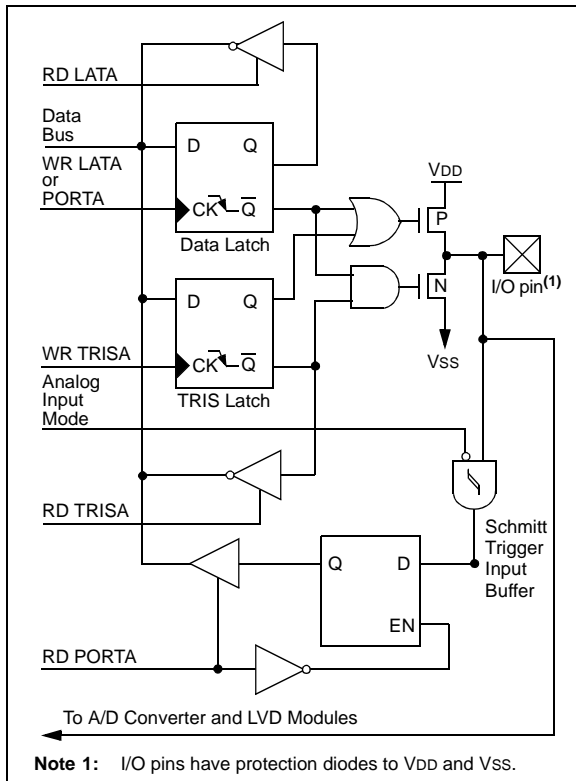 RD LATA
Data
Bus
D Q
WR LATA
or
PORTA
CK Q
Data Latch
VDD
P
N
I/O pin(1)
VSS
D Q
WR TRISA
CK Q
TRIS Latch
Analog
Input
Mode
RD TRISA
Schmitt
Trigger
Input
Buffer
Q D
EN
RD PORTA
To A/D Converter and LVD Modules
Note 1: I/O pins have protection diodes to VDD and VSS.